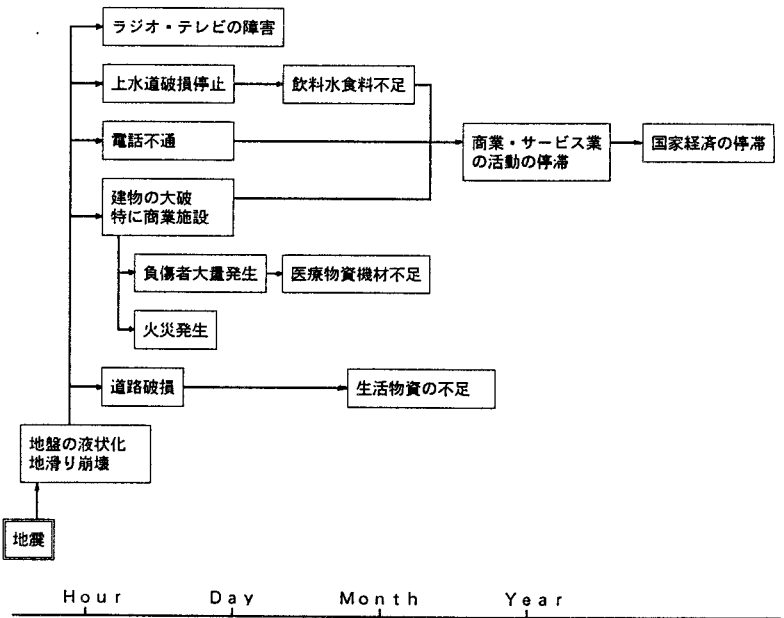 ラジオ・テレビの障害
上水道破損停止
飲料水食料不足
電話不通
商業・サービス業
の活動の停滞
国家経済の停滞
建物の大破
特に商業施設
負傷者大量発生
医療物資機材不足
火災発生
道路破損
生活物資の不足
地盤の液状化
地滑り崩壊
地震
Hour Day Month Year